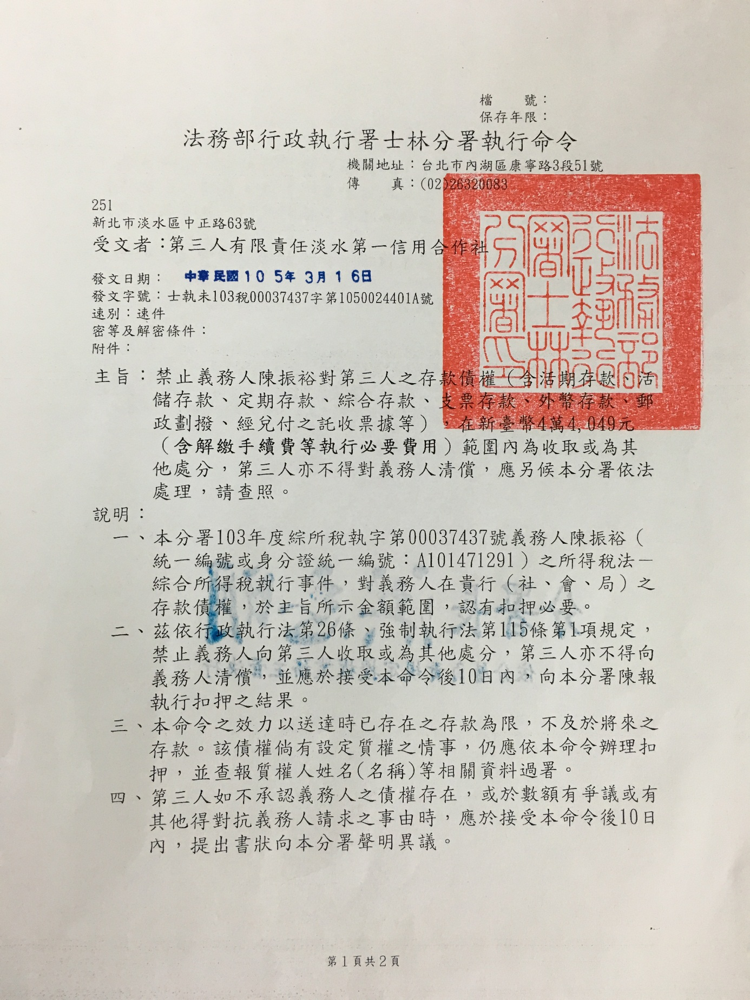 檔　　號：
保存年限：
法務部行政執行署士林分署執行命令
機關地址：台北市內湖區康寧路3段51號
傳　　真：(02)26320083
251
新北市淡水區中正路63號
受文者：第三人有限責任淡水第一信用合作社
發文日期：中華民國105年3月16日
發文字號：士執未103稅00037437字第1050024401A號
速別：速件
密等及解密條件：
附件：
法務部行政執行署士林分署印
主旨：禁止義務人陳振裕對第三人之存款債權（含活期存款、活
儲存款、定期存款、綜合存款、支票存款、外幣存款、郵
政劃撥、經兌付之託收票據等），在新臺幣4萬4,049元
（含解繳手續費等執行必要費用）範圍內為收取或為其
他處分，第三人亦不得對義務人清償，應另候本分署依法
處理，請查照。
說明：
一、本分署103年度綜所稅執字第00037437號義務人陳振裕（
統一編號或身分證統一編號：A101471291）之所得稅法－
綜合所得稅執行事件，對義務人在貴行（社、會、局）之
存款債權，於主旨所示金額範圍，認有扣押必要。
二、茲依行政執行法第26條、強制執行法第115條第1項規定，
禁止義務人向第三人收取或為其他處分，第三人亦不得向
義務人清償，並應於接受本命令後10日內，向本分署陳報
執行扣押之結果。
三、本命令之效力以送達時已存在之存款為限，不及於將來之
存款。該債權倘有設定質權之情事，仍應依本命令辦理扣
押，並查報質權人姓名(名稱)等相關資料過署。
四、第三人如不承認義務人之債權存在，或於數額有爭議或有
其他得對抗義務人請求之事由時，應於接受本命令後10日
內，提出書狀向本分署聲明異議。
第1頁共2頁